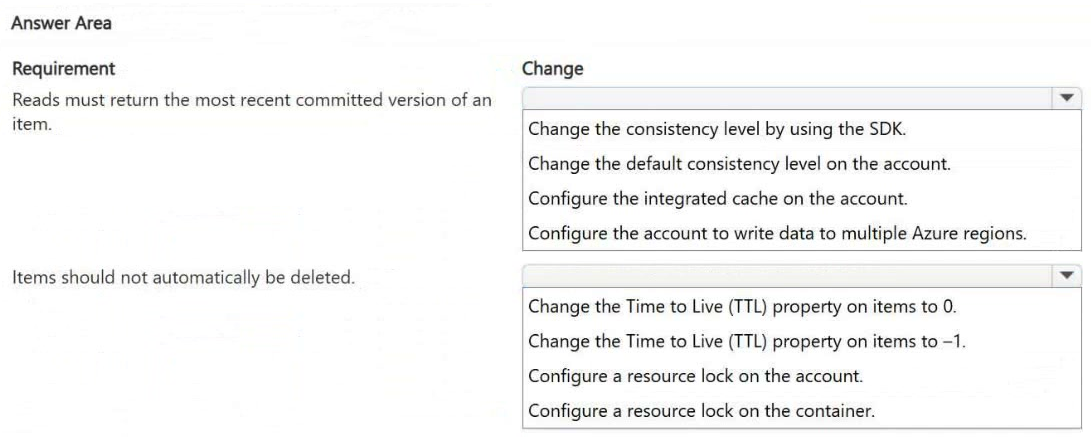 Answer Area
Requirement
Change
Reads must return the most recent committed version of an
item.
Change the consistency level by using the SDK.
Change the default consistency level on the account.
Configure the integrated cache on the account.
Configure the account to write data to multiple Azure regions.
Items should not automatically be deleted.
Change the Time to Live (TTL) property on items to 0.
Change the Time to Live (TTL) property on items to –1.
Configure a resource lock on the account.
Configure a resource lock on the container.